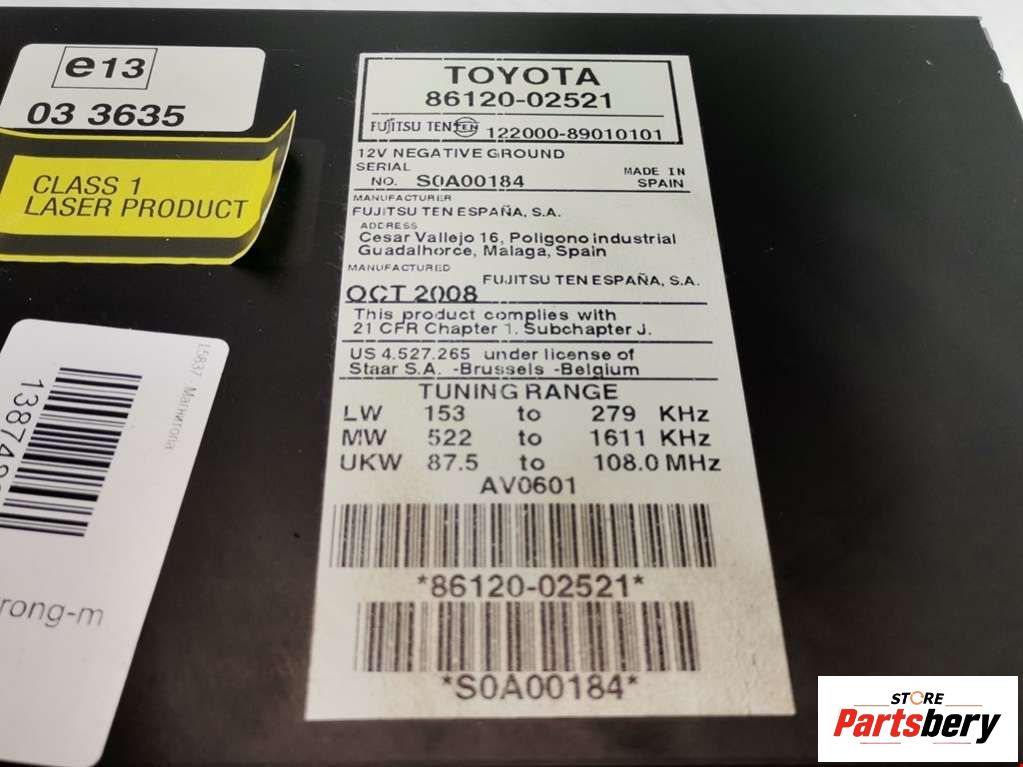 e13
03 3635
CLASS 1
LASER PRODUCT
15837 Магнитола
rong-m
TOYOTA
86120-02521
FUJITSU TEN TEN 122000-89010101
12V NEGATIVE GROUND
SERIAL
NO. S0A00184
MADE IN
SPAIN
MANUFACTURER
FUJITSU TEN ESPAÑA, S.A.
ADDRESS
Cesar Vallejo 16, Poligono industrial
Guadalhorce, Malaga, Spain
MANUFACTURED
FUJITSU TEN ESPAÑA, S.A.
OCT 2008
This product complies with
21 CFR Chapter 1. Subchapter J.
US 4.527.265 under license of
Staar S.A. -Brussels -Belgium
TUNING RANGE
LW 153 to 279 KHz
MW 522 to 1611 KHz
UKW 87.5 to 108.0 MHz
AV0601
*86120-02521*
*S0A00184*
STORE
Partsbery